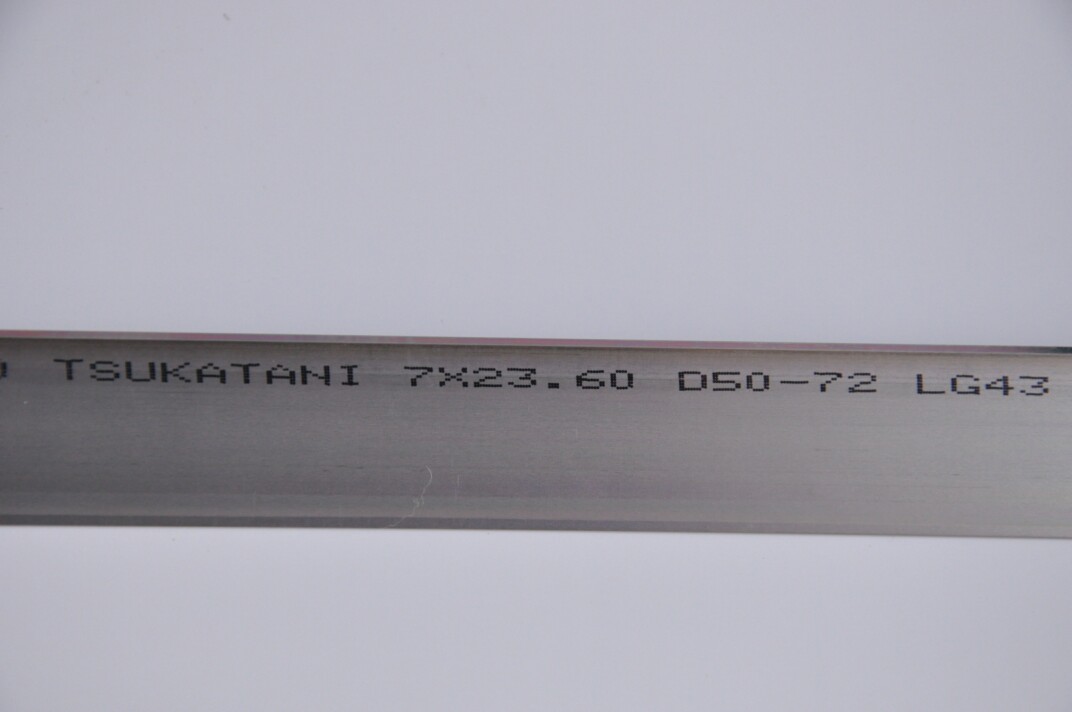 TSUKATANI 7X23.60 D50-72 LG43